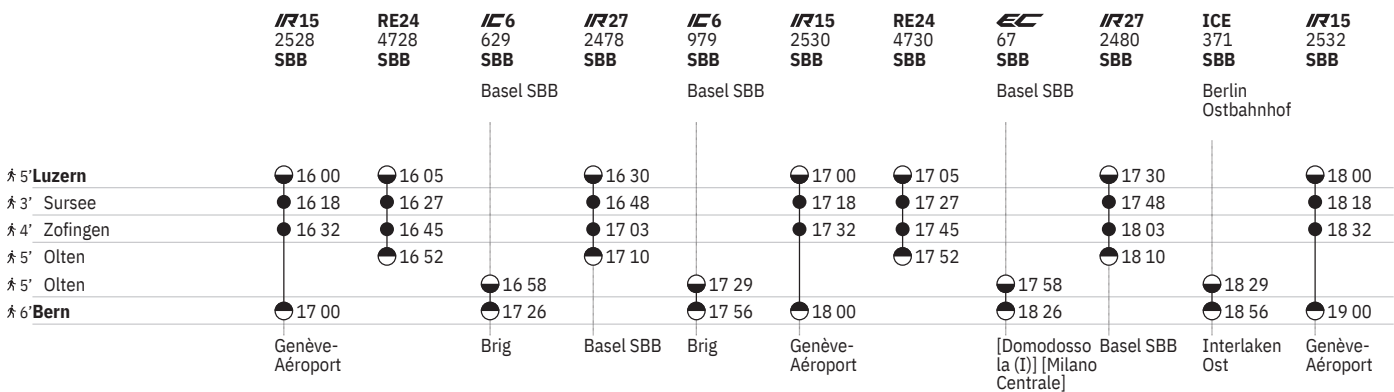 IR15 RE24 IC6 IR27 IC6 IR15 RE24 EC IR27 ICE IR15
2528 4728 629 2478 979 2530 4730 67 2480 371 2532
SBB SBB SBB SBB SBB SBB SBB SBB SBB SBB SBB
Basel SBB Basel SBB Basel SBB Berlin
Ostbahnhof
5' Luzern 16 00 16 05 16 30 17 00 17 05 17 30 18 00
3' Sursee 16 18 16 27 16 48 17 18 17 27 17 48 18 18
4' Zofingen 16 32 16 45 17 03 17 32 17 45 18 03 18 32
5' Olten 16 52 17 10 17 52 18 10
5' Olten 16 58 17 29 17 58 18 29
6' Bern 17 00 17 26 17 56 18 00 18 26 18 56 19 00
Genève- Brig Basel SBB Brig Genève- [Domodosso Basel SBB Interlaken Genève-
Aéroport Aéroport la (I)] [Milano Ost Aéroport
Centrale]